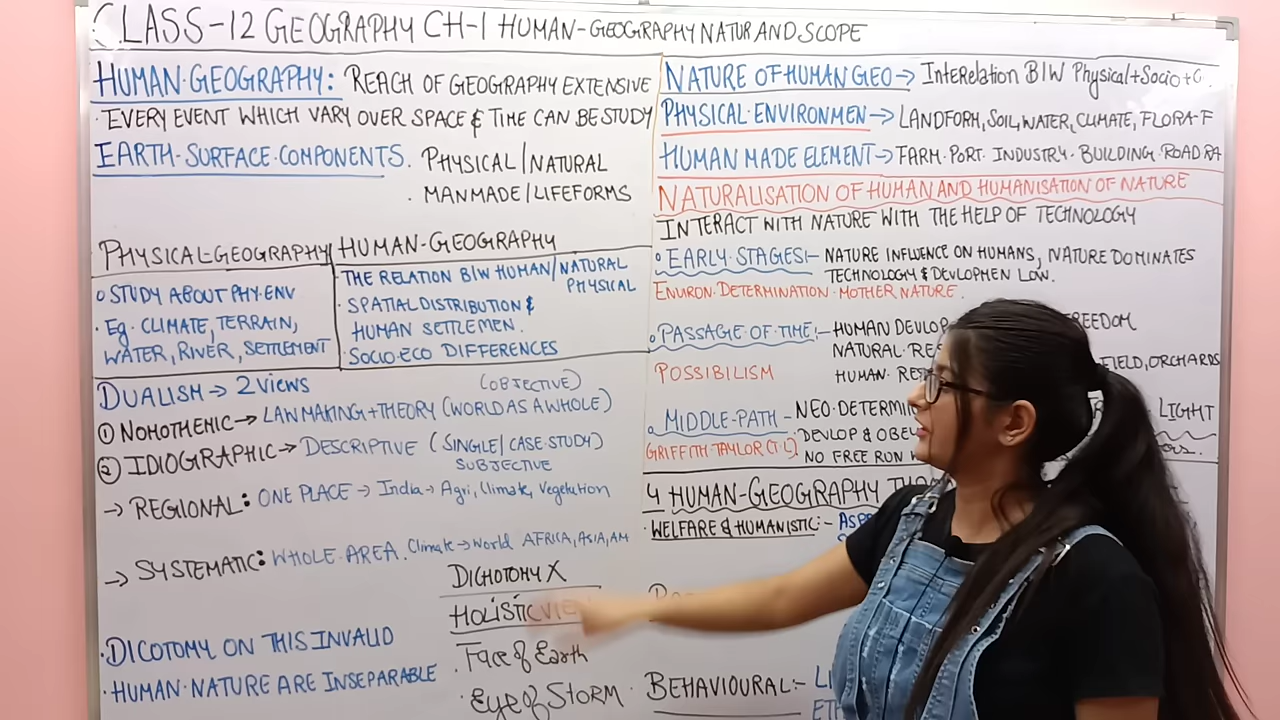 CLASS-12 GEOGRAPHY CH-1 HUMAN-GEOGRAPHY NATUR AND SCOPE
HUMAN·GEOGRAPHY: REACH OF GEOGRAPHY EXTENSIVE
·EVERY EVENT WHICH VARY OVER SPACE & TIME CAN BE STUDY
EARTH·SURFACE·COMPONENTS. PHYSICAL/NATURAL
· MANMADE/LIFEFORMS
PHYSICAL-GEOGRAPHY HUMAN-GEOGRAPHY
○ STUDY ABOUT PHY·ENV
· Eg· CLIMATE, TERRAIN,
WATER, RIVER, SETTLEMENT
THE RELATION B/W HUMAN/NATURAL
PHYSICAL
· SPATIAL DISTRIBUTION &
HUMAN SETTLEMEN.
· SOCIO·ECO DIFFERENCES
DUALISM → 2 VIEWS (OBJECTIVE)
① NOMOTHENIC → LAW MAKING + THEORY (WORLD AS A WHOLE)
② IDIOGRAPHIC → DESCRIPTIVE (SINGLE/CASE STUDY)
SUBJECTIVE
→ REGIONAL: ONE PLACE → India → Agri, Climate, Vegetation
→ SYSTEMATIC: WHOLE·AREA. Climate → World AFRICA, ASIA, AM
DICHOTOMY X
HOLISTIC VIE
· Face of Earth
· Eye of STORM
·DICOTOMY ON THIS INVALID
·HUMAN·NATURE ARE INSEPARABLE
NATURE OF HUMAN GEO → InteRelation B/W Physical+Socio+C
PHYSICAL·ENVIRONMEN → LANDFORM, SOIL, WATER, CLIMATE, FLORA-F
HUMAN MADE ELEMENT → FARM·PORT·INDUSTRY·BUILDING·ROAD RA
NATURALISATION OF HUMAN AND HUMANISATION OF NATURE
INTERACT WITH NATURE WITH THE HELP OF TECHNOLOGY
○ EARLY·STAGES:- NATURE INFLUENCE ON HUMANS, NATURE DOMINATES
TECHNOLOGY & DEVLOPMEN LOW.
ENVIRON·DETERMINATION·MOTHER NATURE.
○ PASSAGE OF TIME:- HUMAN DEVLOP REEDOM
NATURAL·RE
POSSIBILISM HUMAN· RE FIELD, ORCHARDS
○ MIDDLE-PATH - NEO·DETERMI LIGHT
GRIFFITH·TAYLOR DEVLOP & OBE
NO FREE RUN
4 HUMAN-GEOGRAPHY THO
· WELFARE & HUMANISTIC:- ASP
BEHAVIOURAL:- LI
ET